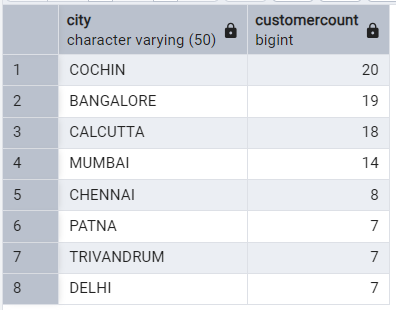 city customercount
character varying (50) bigint
1 COCHIN 20
2 BANGALORE 19
3 CALCUTTA 18
4 MUMBAI 14
5 CHENNAI 8
6 PATNA 7
7 TRIVANDRUM 7
8 DELHI 7